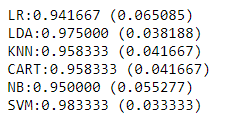 LR:0.941667 (0.065085)
LDA:0.975000 (0.038188)
KNN:0.958333 (0.041667)
CART:0.958333 (0.041667)
NB:0.950000 (0.055277)
SVM:0.983333 (0.033333)